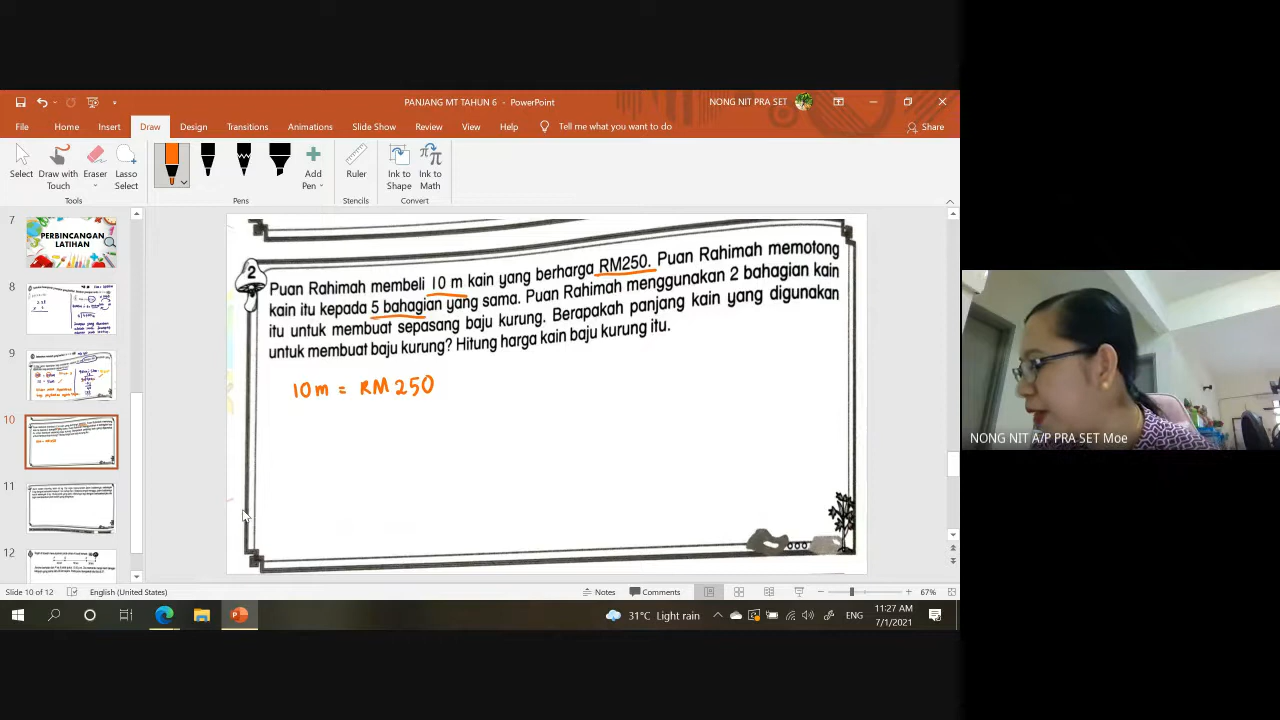 PANJANG MT TAHUN 6 - PowerPoint
NONG NIT PRA SET
File Home Insert Draw Design Transitions Animations Slide Show Review View Help Tell me what you want to do
Share
Select
Draw with Touch
Eraser
Lasso Select
Add Pen
Ruler
Ink to Shape
Ink to Math
Tools
Pens
Stencils
Convert
7
PERBINCANGAN
LATIHAN
8
9
10
11
12
2
Puan Rahimah membeli 10 m kain yang berharga RM250. Puan Rahimah memotong
kain itu kepada 5 bahagian yang sama. Puan Rahimah menggunakan 2 bahagian kain
itu untuk membuat sepasang baju kurung. Berapakah panjang kain yang digunakan
untuk membuat baju kurung? Hitung harga kain baju kurung itu.
10m = RM 250
NONG NIT A/P PRA SET Moe
Slide 10 of 12 English (United States) Notes Comments 67%
31°C Light rain ENG 11:27 AM
7/1/2021